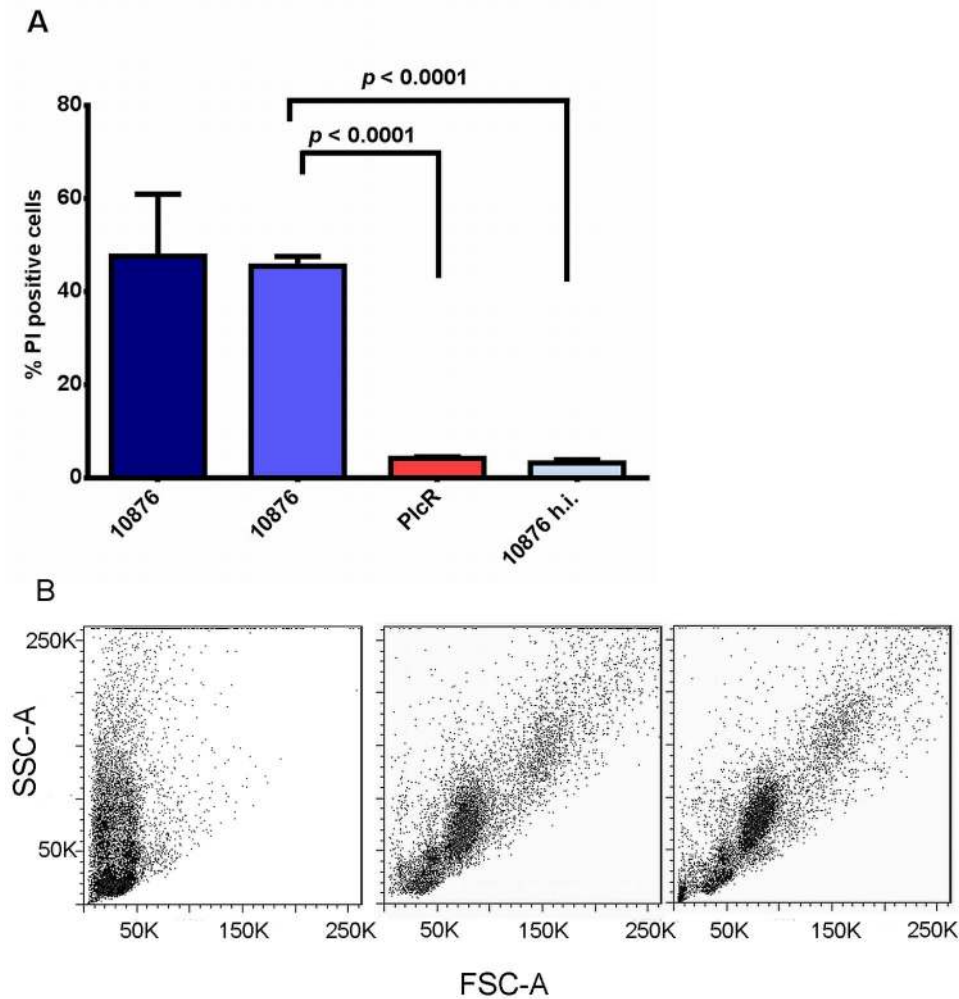 A
p < 0.0001
p < 0.0001
80
60
40
20
0
% PI positive cells
10876
10876
PlcR
10876 h.i.
B
250K
50K
SSC-A
50K 150K 250K
50K 150K 250K
50K 150K 250K
FSC-A